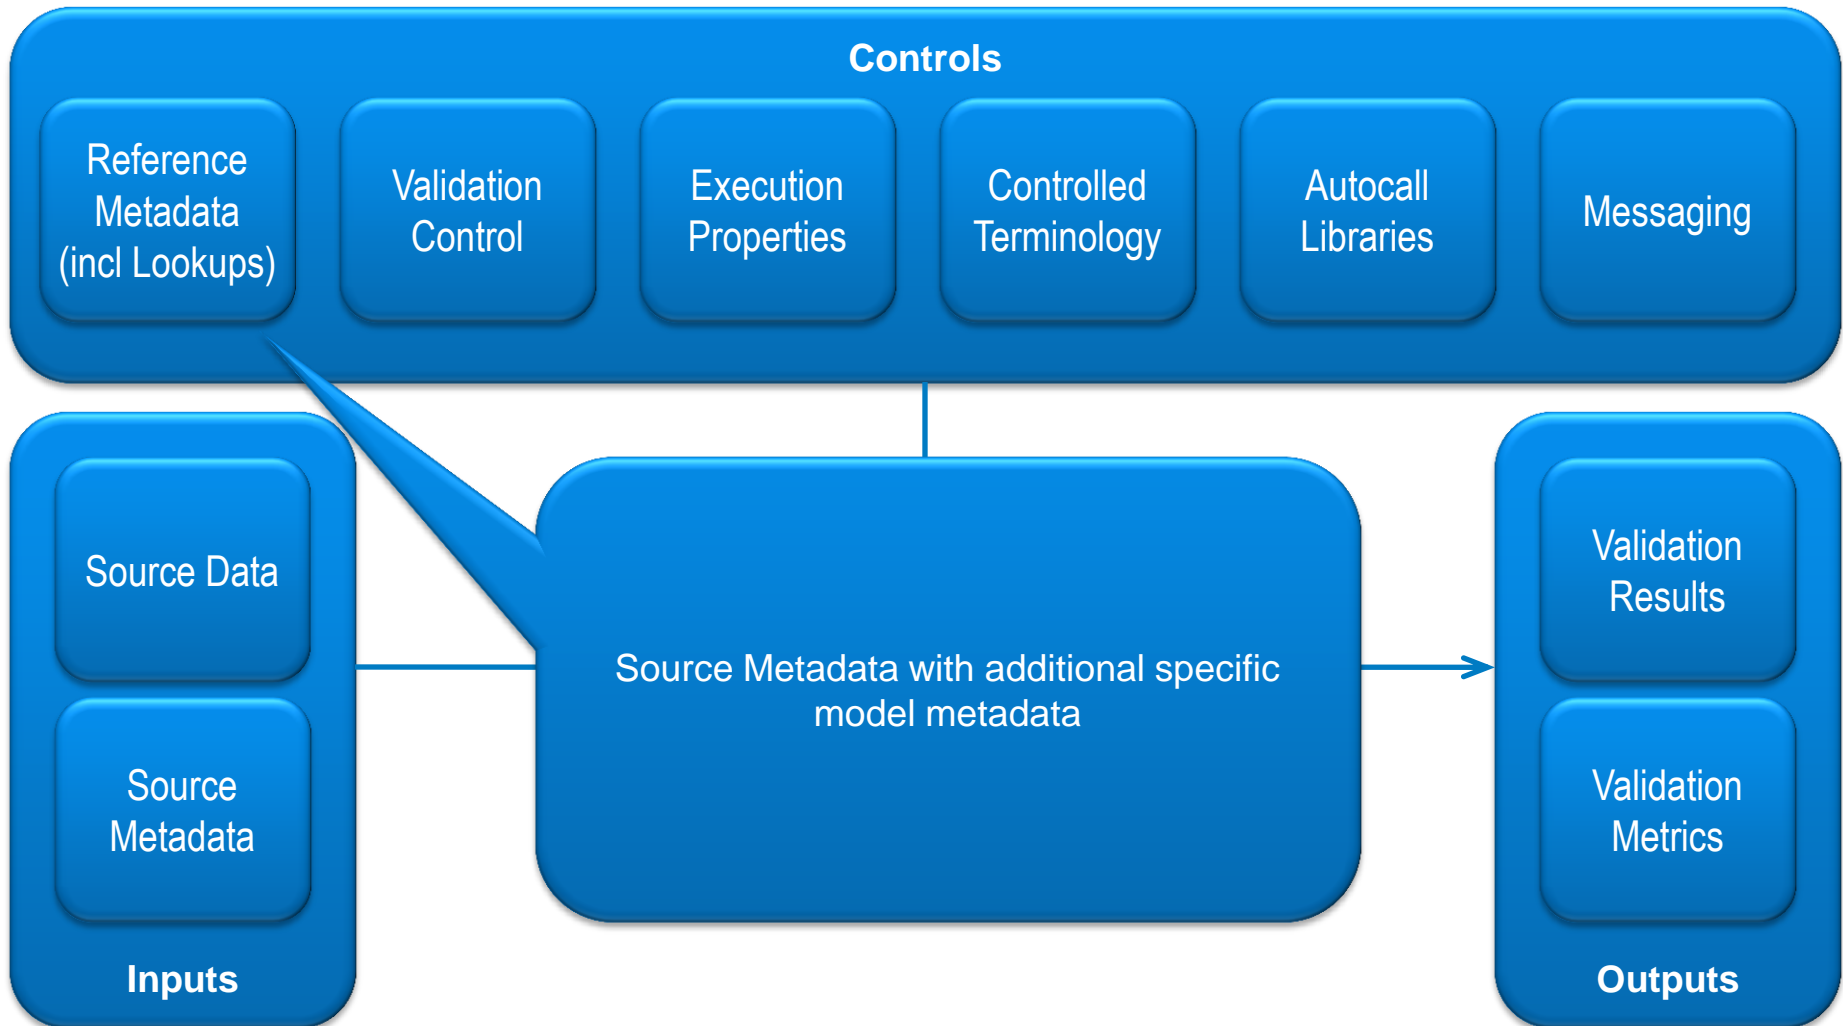 Controls
Reference
Metadata
(incl Lookups)
Validation
Control
Execution
Properties
Controlled
Terminology
Autocall
Libraries
Messaging
Source Data
Source
Metadata
Inputs
Source Metadata with additional specific
model metadata
Validation
Results
Validation
Metrics
Outputs